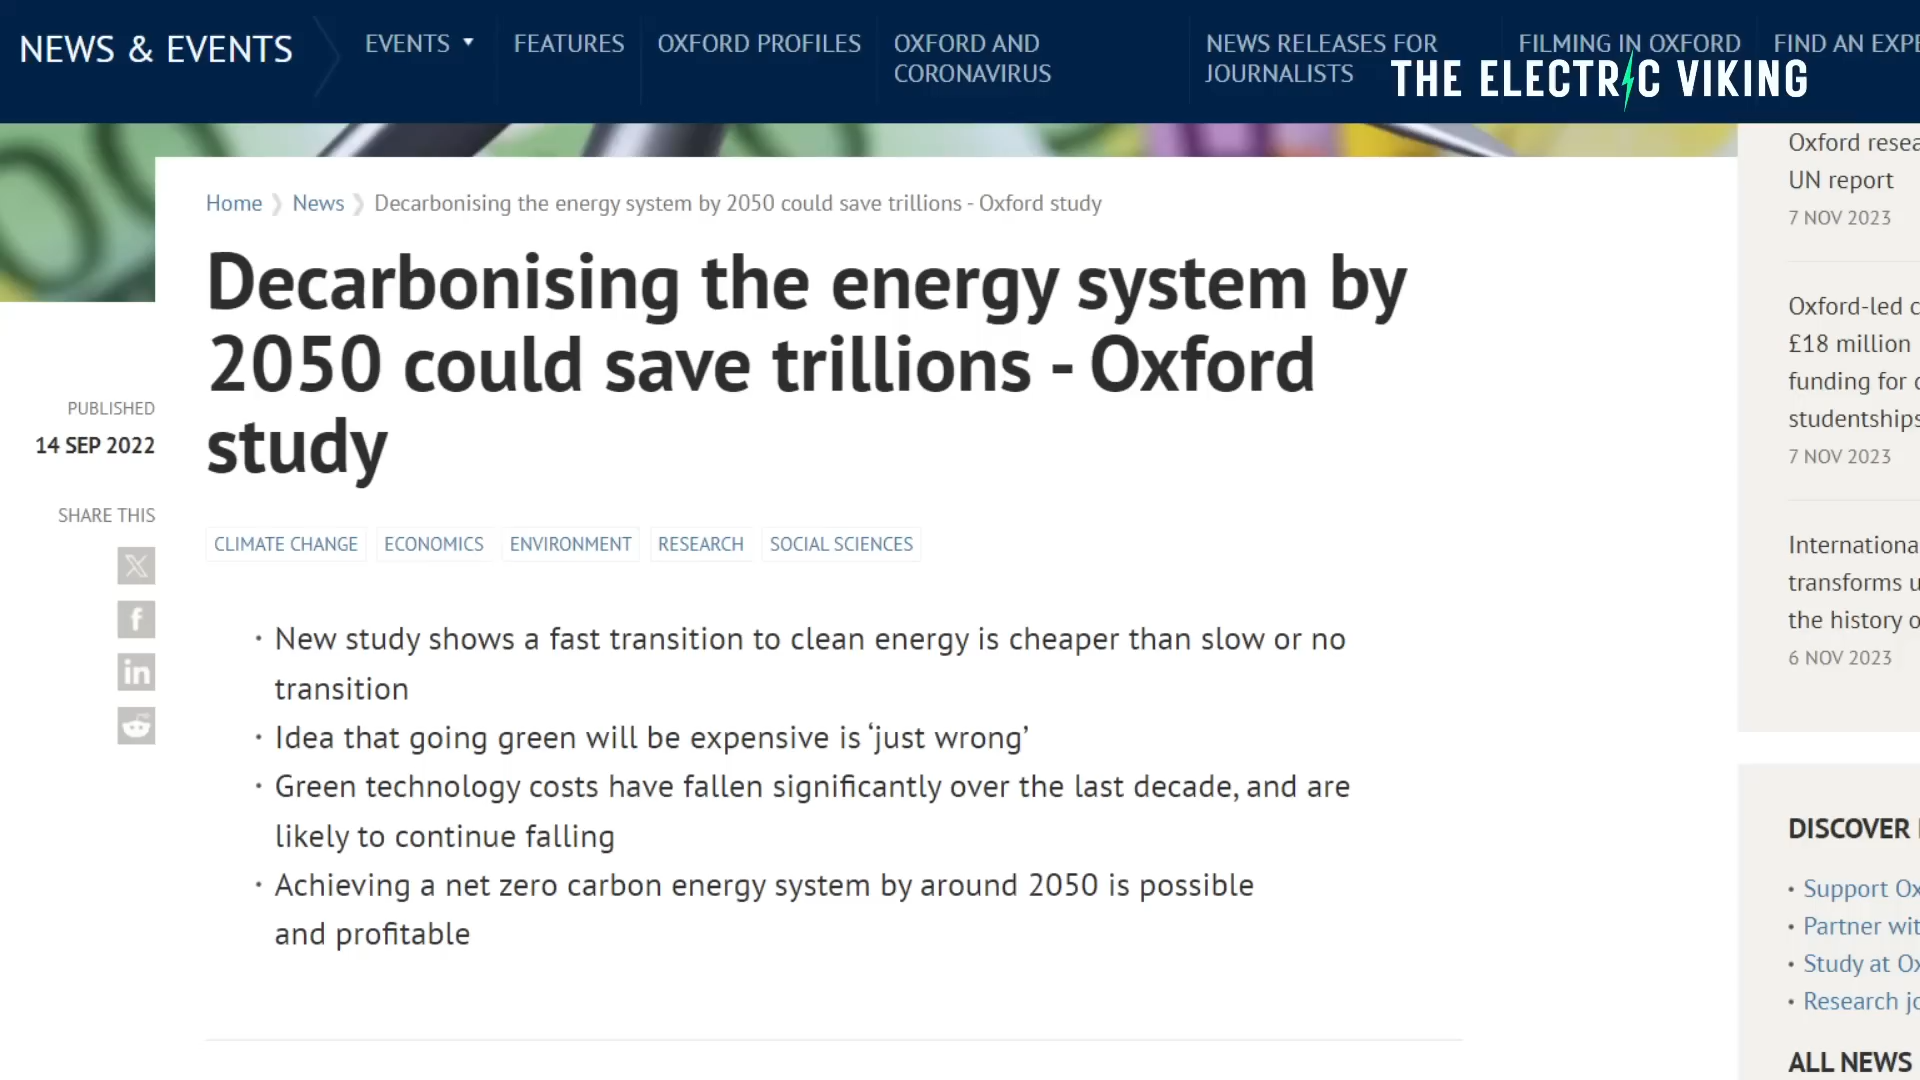 NEWS & EVENTS
EVENTS
FEATURES
OXFORD PROFILES
OXFORD AND
CORONAVIRUS
NEWS RELEASES FOR
JOURNALISTS
FILMING IN OXFORD
FIND AN EXPE
THE ELECTRIC VIKING
Home › News › Decarbonising the energy system by 2050 could save trillions - Oxford study
Decarbonising the energy system by
2050 could save trillions - Oxford
study
PUBLISHED
14 SEP 2022
SHARE THIS
CLIMATE CHANGE ECONOMICS ENVIRONMENT RESEARCH SOCIAL SCIENCES
· New study shows a fast transition to clean energy is cheaper than slow or no
transition
· Idea that going green will be expensive is ‘just wrong’
· Green technology costs have fallen significantly over the last decade, and are
likely to continue falling
· Achieving a net zero carbon energy system by around 2050 is possible
and profitable
Oxford resea
UN report
7 NOV 2023
Oxford-led c
£18 million
funding for
studentships
7 NOV 2023
Internationa
transforms u
the history o
6 NOV 2023
DISCOVER
• Support Ox
• Partner wit
• Study at Ox
• Research jo
ALL NEWS